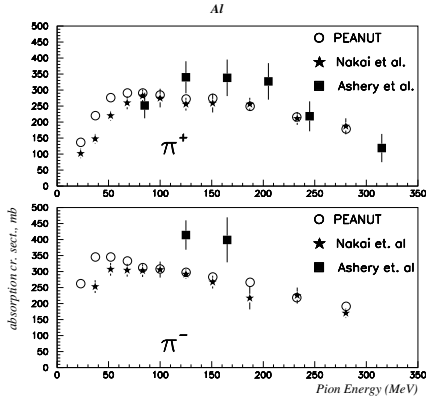 Al
500
450
400
350
300
250
200
150
100
50
0
PEANUT
Nakai et al.
Ashery et al.
π+
0 50 100 150 200 250 300 350
absorption cr. sect., mb
500
450
400
350
300
250
200
150
100
50
0
PEANUT
Nakai et. al
Ashery et. al
π−
0 50 100 150 200 250 300 350
Pion Energy (MeV)